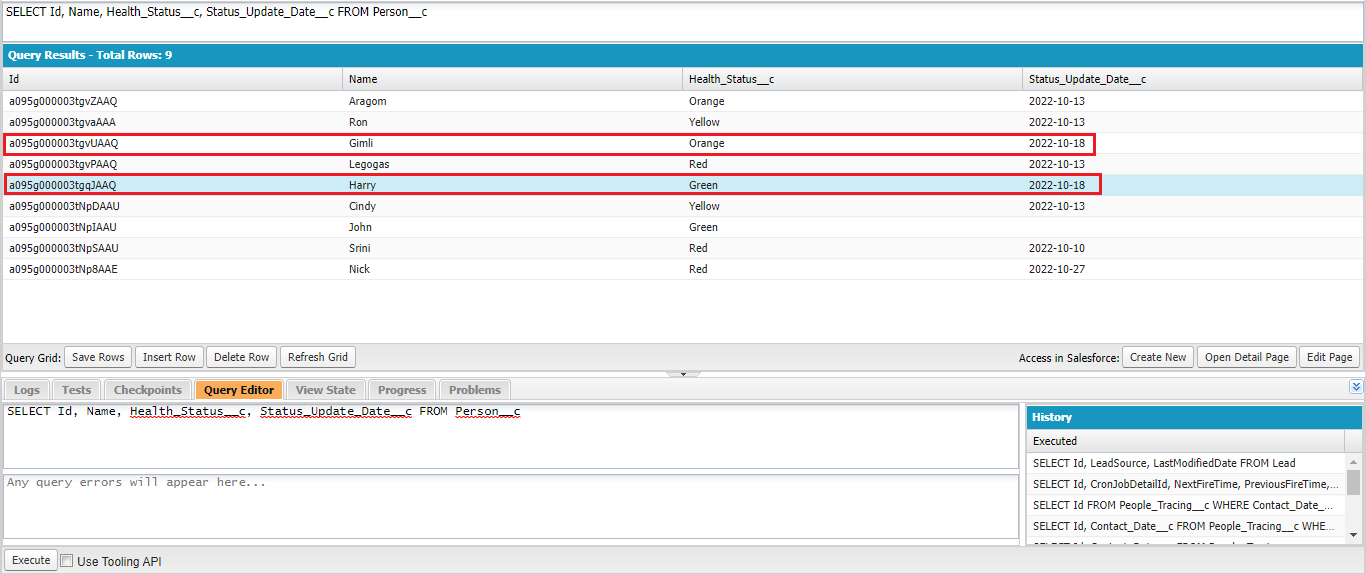 SELECT Id, Name, Health_Status__c, Status_Update_Date__c FROM Person__c
Query Results - Total Rows: 9
Id Name Health_Status__c Status_Update_Date__c
a095g000003tgvZAAQ Aragom Orange 2022-10-13
a095g000003tgvaAAA Ron Yellow 2022-10-13
a095g000003tgvUAAQ Gimli Orange 2022-10-18
a095g000003tgvPAAQ Legogas Red 2022-10-13
a095g000003tgqJAAQ Harry Green 2022-10-18
a095g000003tNpDAAU Cindy Yellow 2022-10-13
a095g000003tNpIAAU John Green
a095g000003tNpSAAU Srini Red 2022-10-10
a095g000003tNp8AAE Nick Red 2022-10-27
Query Grid: Save Rows Insert Row Delete Row Refresh Grid Access in Salesforce: Create New Open Detail Page Edit Page
Logs Tests Checkpoints Query Editor View State Progress Problems
SELECT Id, Name, Health_Status__c, Status_Update_Date__c FROM Person__c
Any query errors will appear here...
History
Executed
SELECT Id, LeadSource, LastModifiedDate FROM Lead
SELECT Id, CronJobDetailId, NextFireTime, PreviousFireTime,...
SELECT Id FROM People_Tracing__c WHERE Contact_Date_...
SELECT Id, Contact_Date__c FROM People_Tracing__c WHE...
Execute Use Tooling API